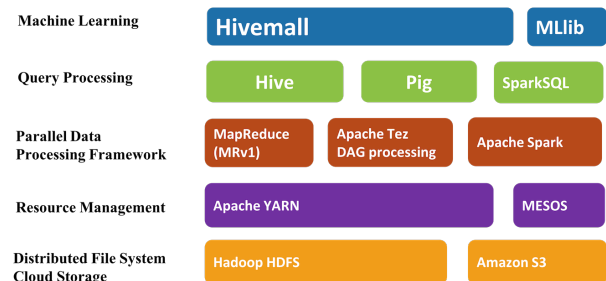 Machine Learning
Hivemall
MLlib
Query Processing
Hive
Pig
SparkSQL
Parallel Data
Processing Framework
MapReduce
(MRv1)
Apache Tez
DAG processing
Apache Spark
Resource Management
Apache YARN
MESOS
Distributed File System
Cloud Storage
Hadoop HDFS
Amazon S3